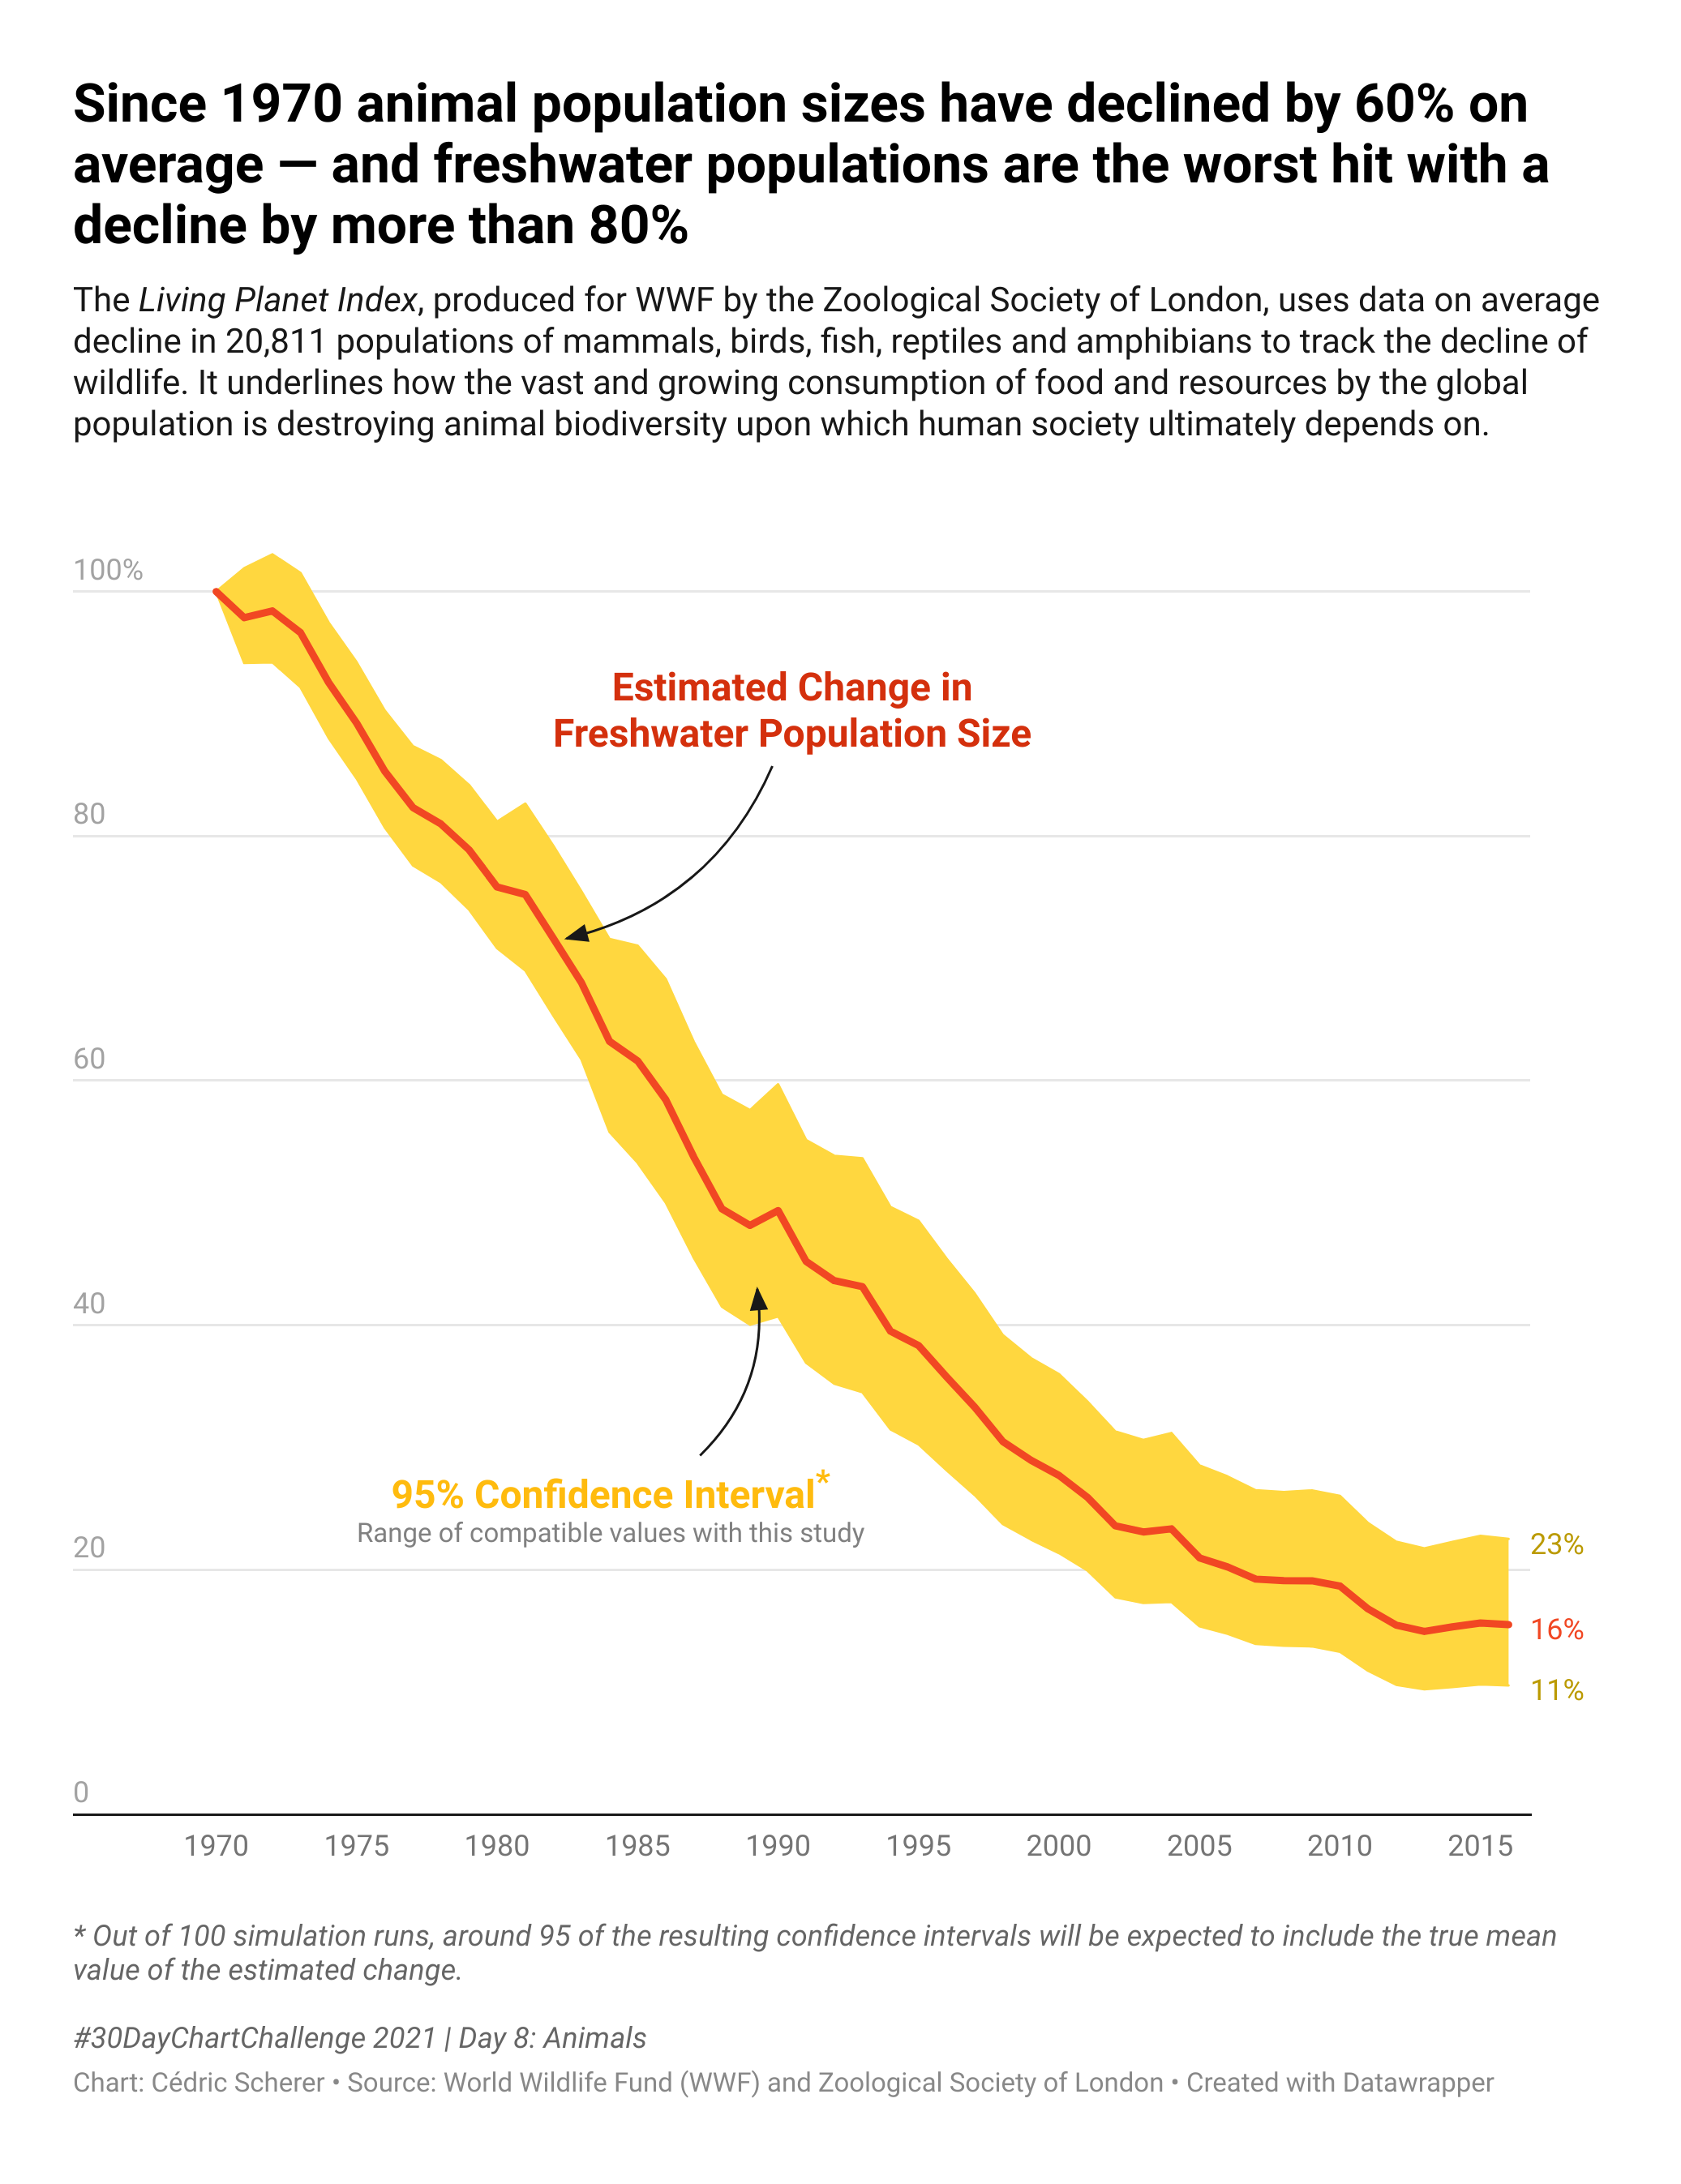 Since 1970 animal population sizes have declined by 60% on
average — and freshwater populations are the worst hit with a
decline by more than 80%
The Living Planet Index, produced for WWF by the Zoological Society of London, uses data on average
decline in 20,811 populations of mammals, birds, fish, reptiles and amphibians to track the decline of
wildlife. It underlines how the vast and growing consumption of food and resources by the global
population is destroying animal biodiversity upon which human society ultimately depends on.
100%
Estimated Change in
Freshwater Population Size
80
60
40
95% Confidence Interval*
Range of compatible values with this study
20
23%
16%
11%
0
1970 1975 1980 1985 1990 1995 2000 2005 2010 2015
* Out of 100 simulation runs, around 95 of the resulting confidence intervals will be expected to include the true mean
value of the estimated change.
#30DayChartChallenge 2021 | Day 8: Animals
Chart: Cédric Scherer • Source: World Wildlife Fund (WWF) and Zoological Society of London • Created with Datawrapper